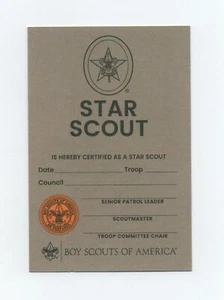 STAR
SCOUT
IS HEREBY CERTIFIED AS A STAR SCOUT
Date Troop
Council
SENIOR PATROL LEADER
SCOUTMASTER
TROOP COMMITTEE CHAIR
BOY SCOUTS OF AMERICA®